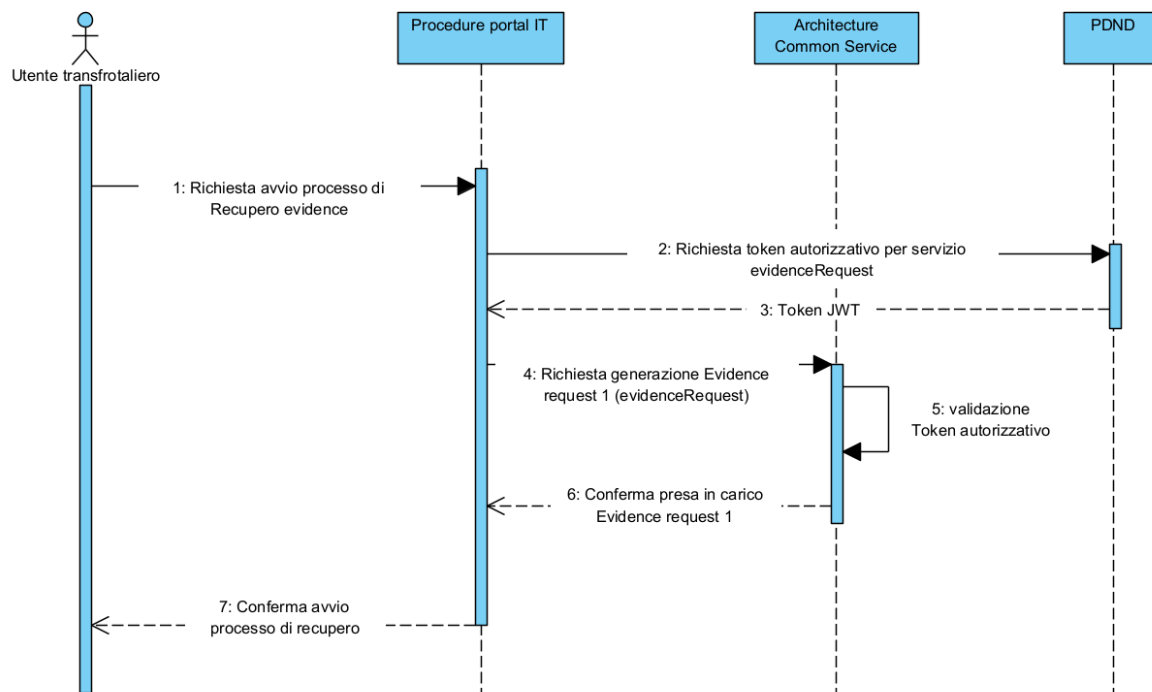 Utente transfrotaliero
Procedure portal IT
Architecture
Common Service
PDND
1: Richiesta avvio processo di
Recupero evidence
2: Richiesta token autorizzativo per servizio
evidenceRequest
3: Token JWT
4: Richiesta generazione Evidence
request 1 (evidenceRequest)
5: validazione
Token autorizzativo
6: Conferma presa in carico
Evidence request 1
7: Conferma avvio
processo di recupero